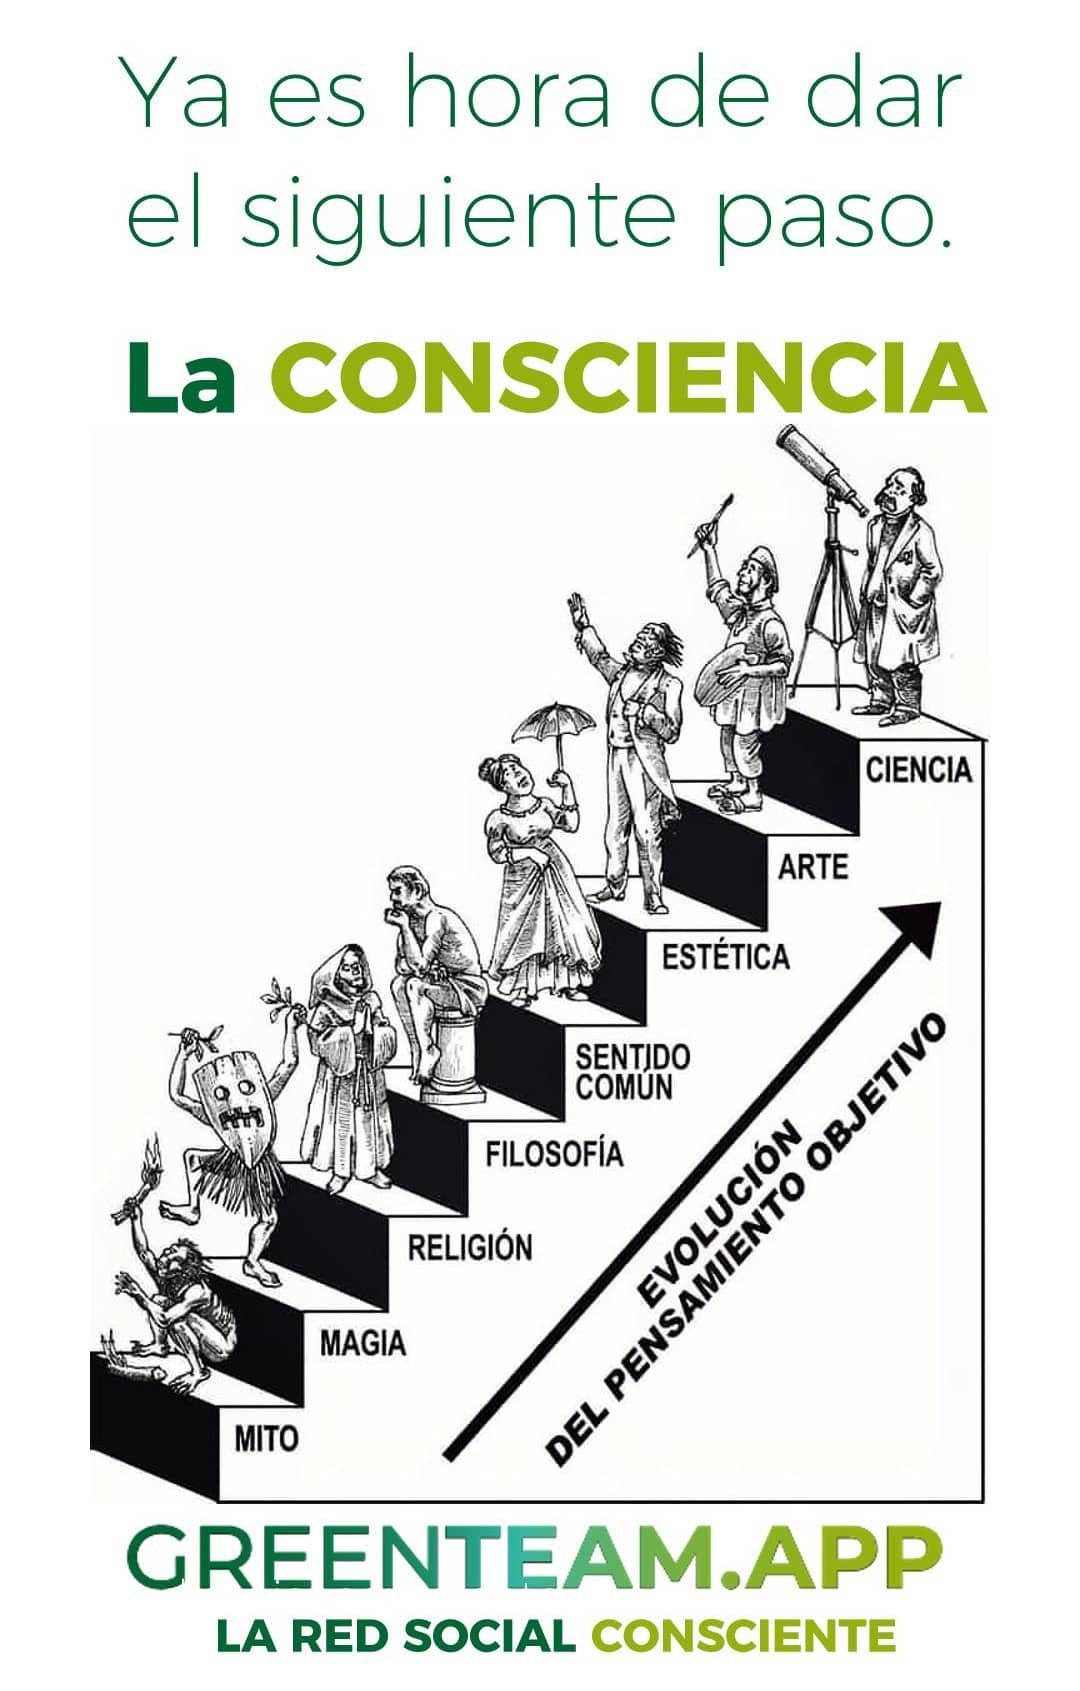 Ya es hora de dar
el siguiente paso.
La CONSCIENCIA
CIENCIA
ARTE
ESTÉTICA
SENTIDO
COMÚN
FILOSOFÍA
RELIGIÓN
MAGIA
MITO
EVOLUCIÓN
DEL PENSAMIENTO OBJETIVO
GREENTEAM.APP
LA RED SOCIAL CONSCIENTE